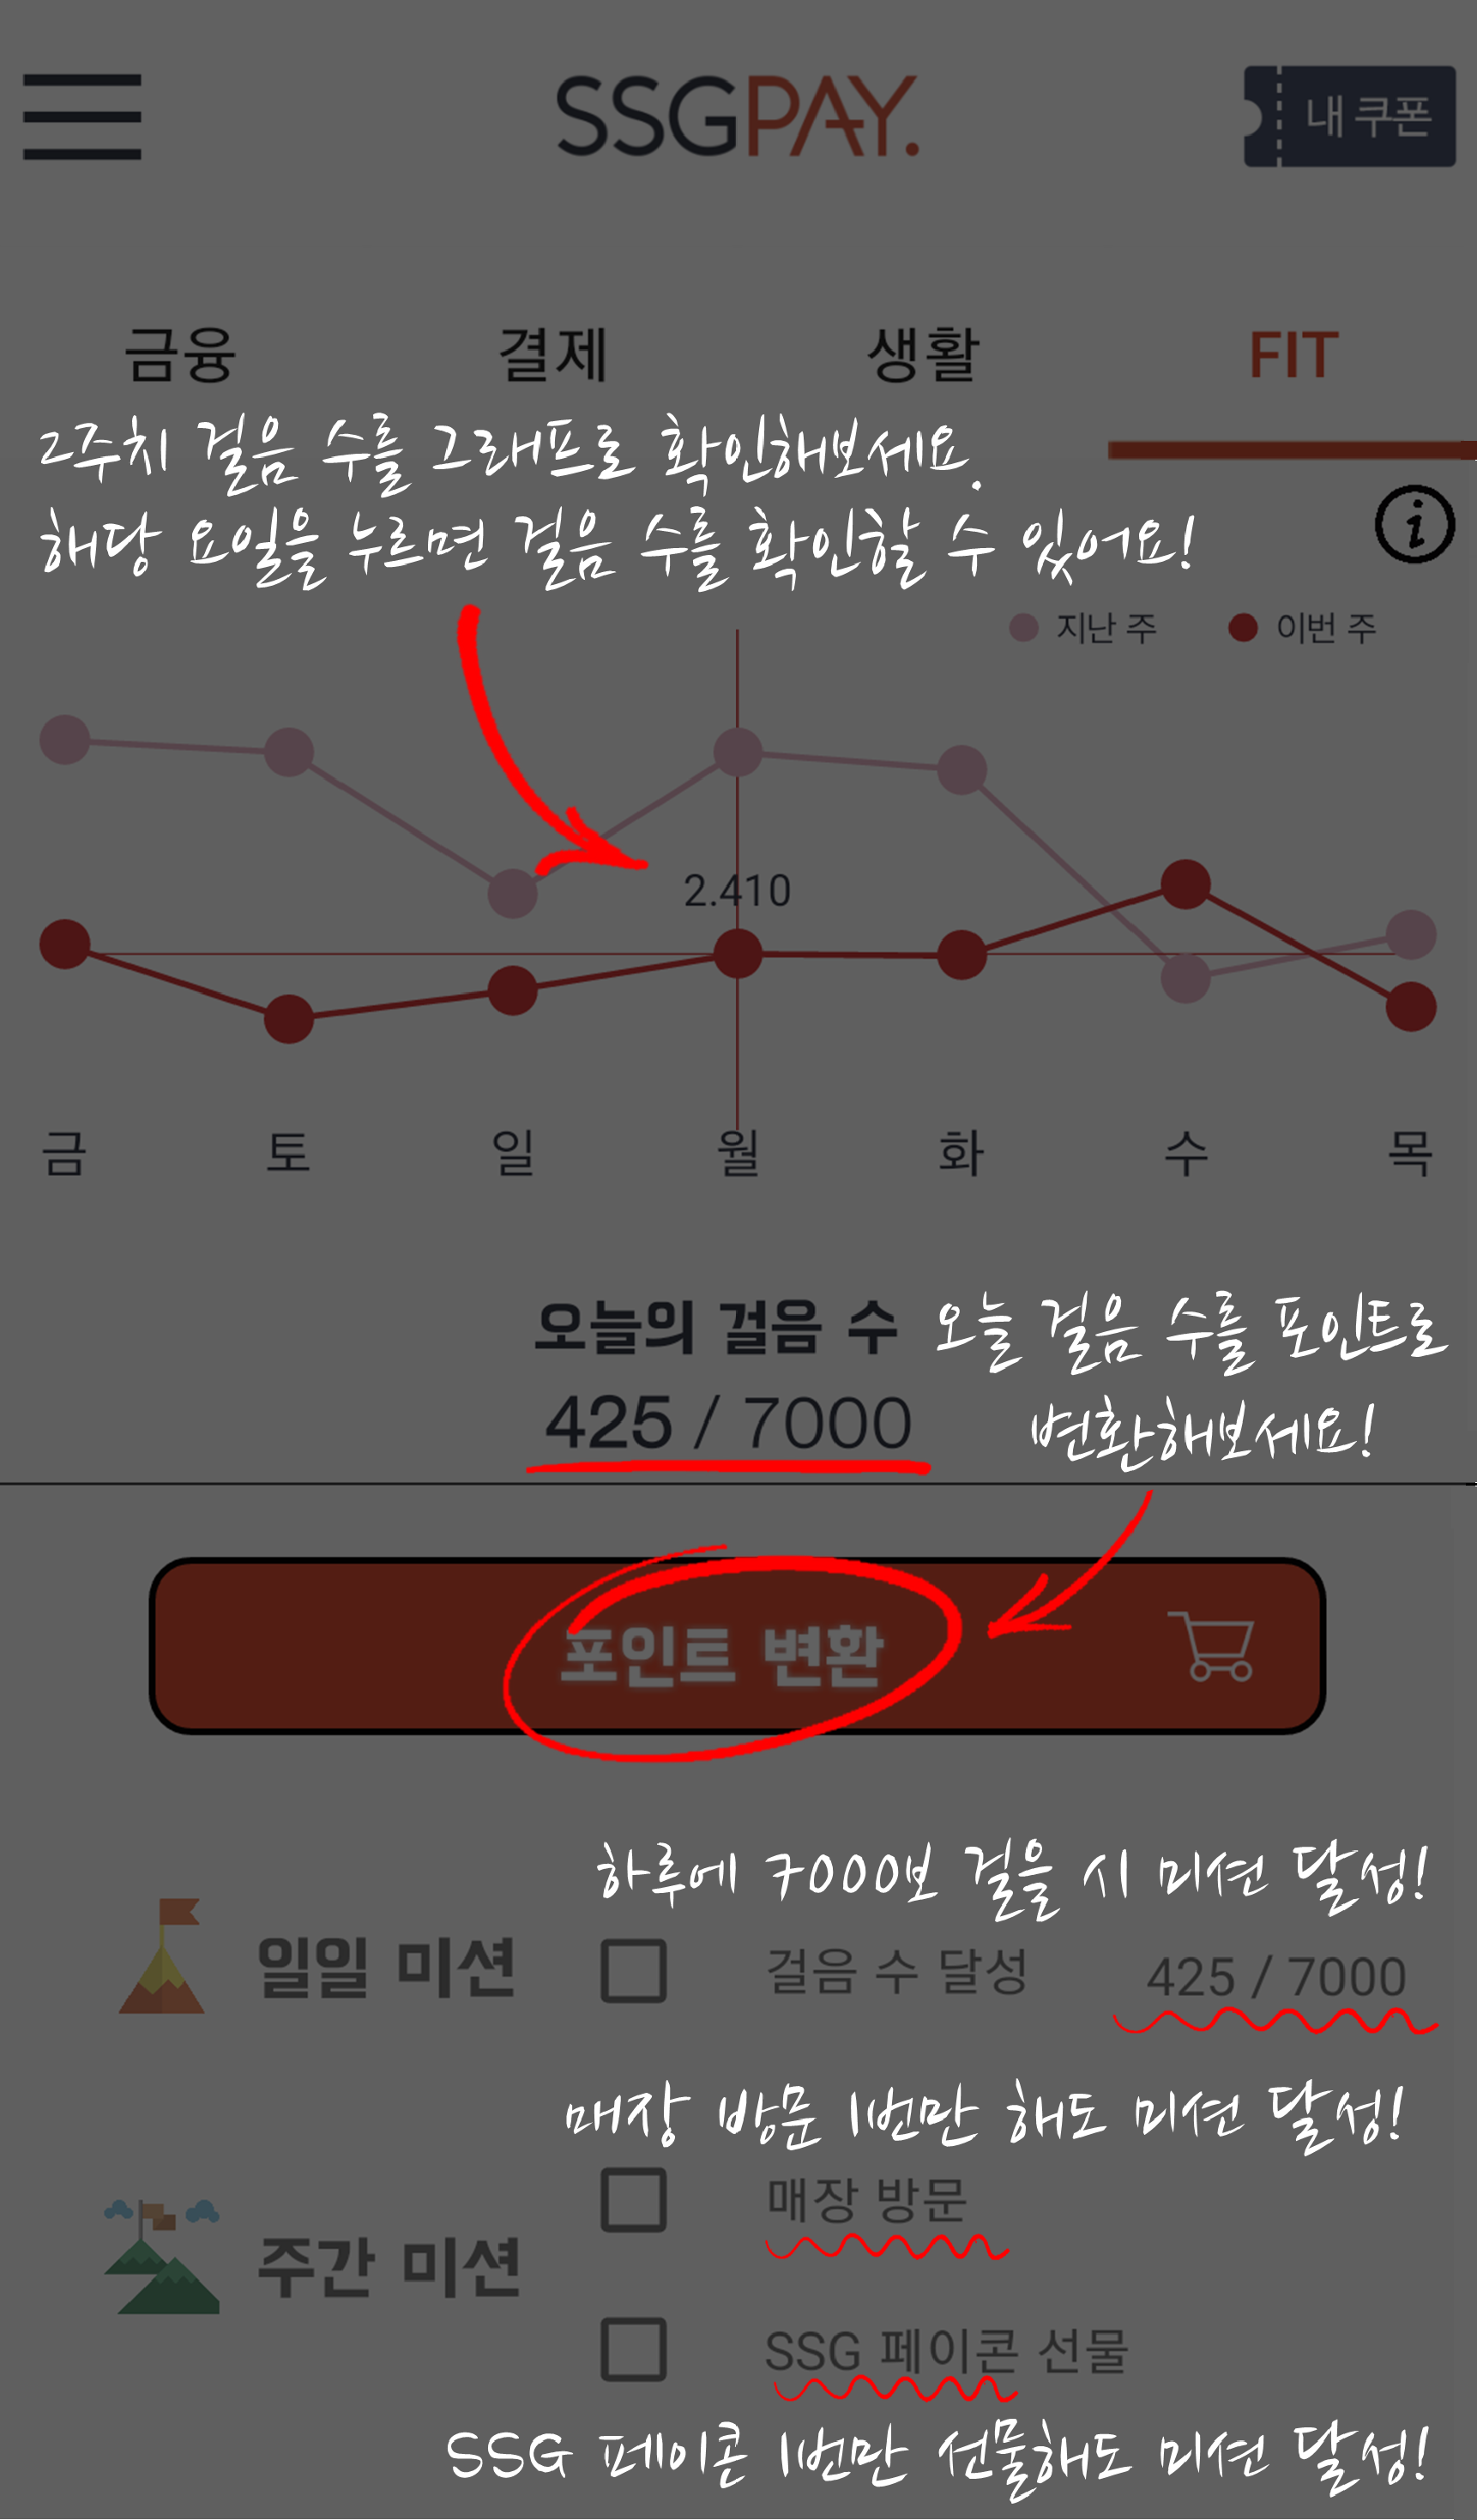 SSGPAY.
내 쿠폰
금융 결제 생활 FIT
2주치 걸은 수를 그래프로 확인해보세요.
해당 요일을 누르면 걸은 수를 확인할 수 있어요!
i
지난 주 이번 주
2.410
금 토 일 월 화 수 목
오늘의 걸음 수
425 / 7000
오늘 걸은 수를 포인트로
변환해보세요!
포인트 변환
하루에 7000보 걸을 시 미션 달성!
일일 미션
걸음 수 달성 425 / 7000
매장 방문 1번만 해도 미션 달성!
매장 방문
주간 미션
SSG 페이콘 선물
SSG 페이콘 1번만 선물해도 미션 달성!